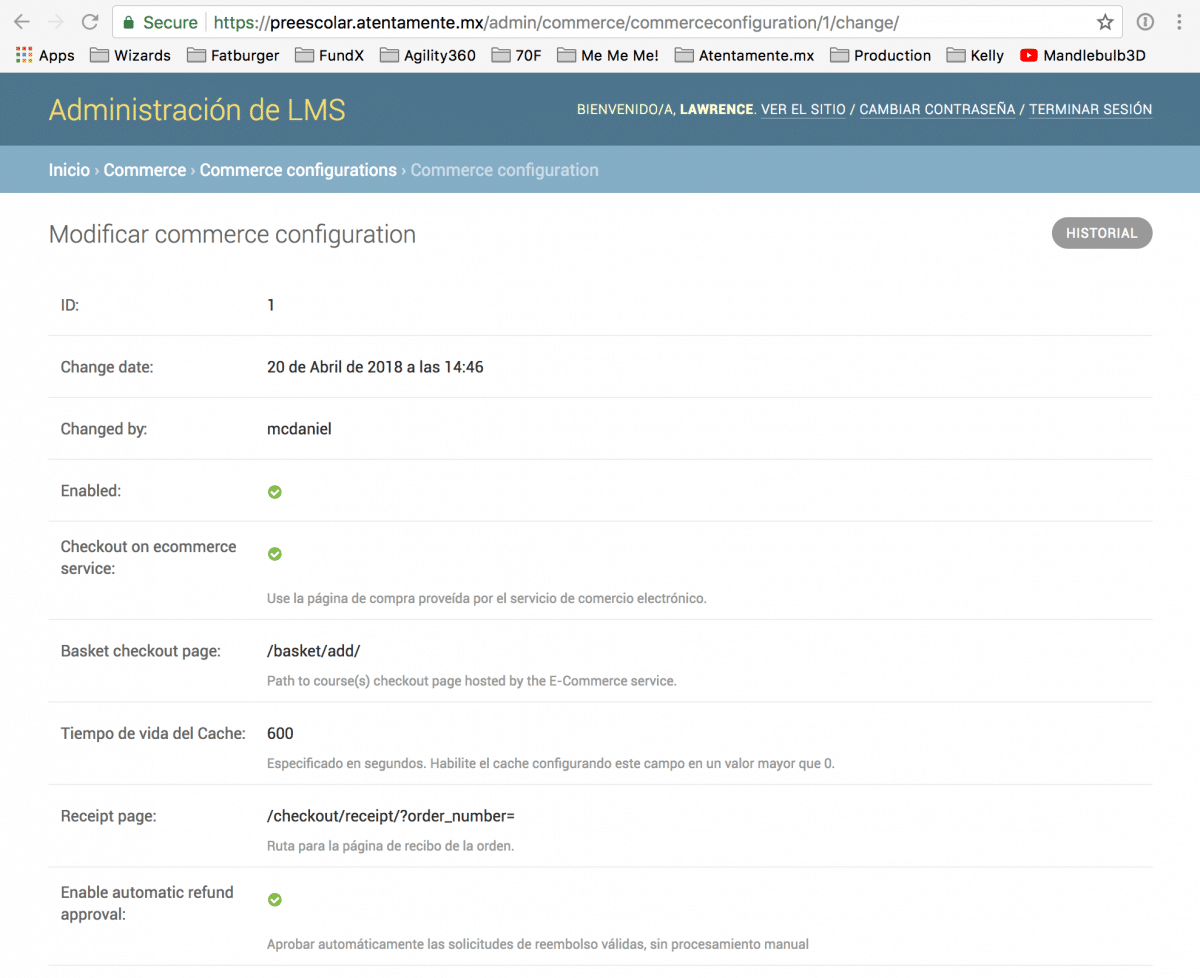 Secure https://preescolar.atentamente.mx/admin/commerce/commerceconfiguration/1/change/
Apps Wizards Fatburger FundX Agility360 70F Me Me Me! Atentamente.mx Production Kelly Mandlebulb3D
Administración de LMS
BIENVENIDO/A, LAWRENCE. VER EL SITIO / CAMBIAR CONTRASEÑA / TERMINAR SESIÓN
Inicio › Commerce › Commerce configurations › Commerce configuration
Modificar commerce configuration
HISTORIAL
ID: 1
Change date: 20 de Abril de 2018 a las 14:46
Changed by: mcdaniel
Enabled:
Checkout on ecommerce
service:
Use la página de compra proveída por el servicio de comercio electrónico.
Basket checkout page: /basket/add/
Path to course(s) checkout page hosted by the E-Commerce service.
Tiempo de vida del Cache: 600
Especificado en segundos. Habilite el cache configurando este campo en un valor mayor que 0.
Receipt page: /checkout/receipt/?order_number=
Ruta para la página de recibo de la orden.
Enable automatic refund
approval:
Aprobar automáticamente las solicitudes de reembolso válidas, sin procesamiento manual